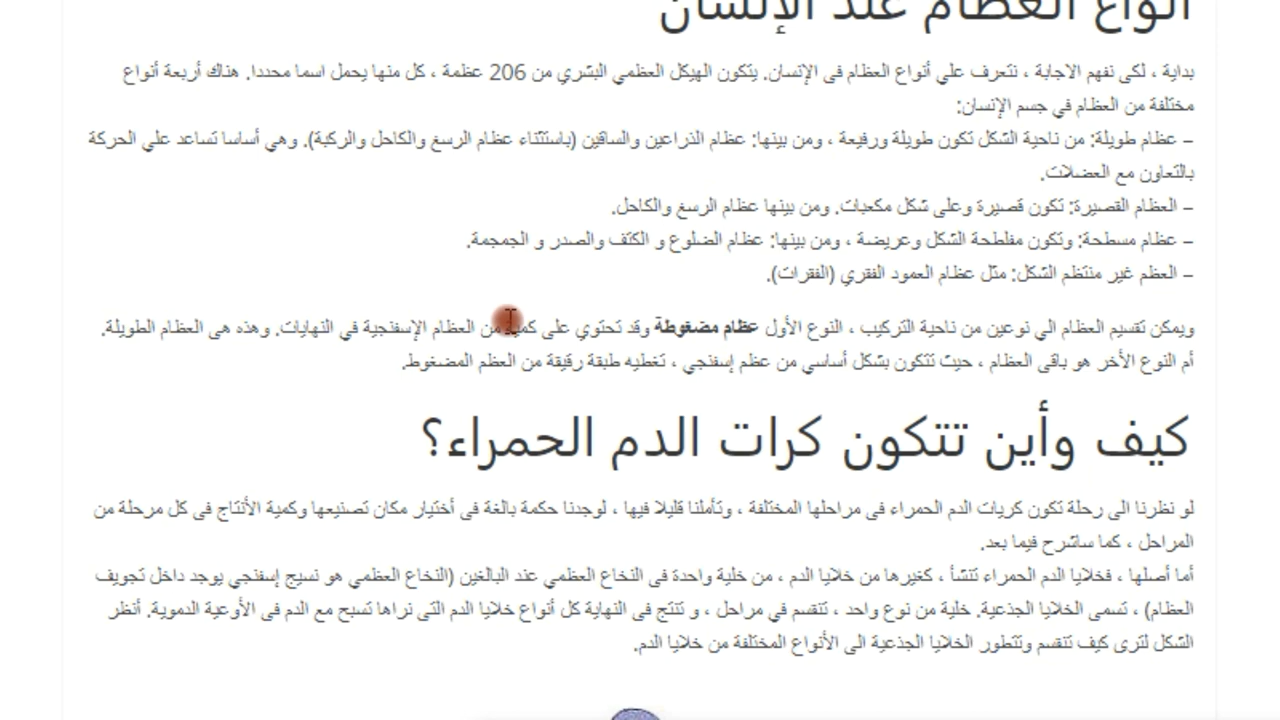 أنواع العظام عند الإنسان
بداية ، لكى نفهم الاجابة ، نتعرف علي أنواع العظام فى الإنسان. يتكون الهيكل العظمي البشري من 206 عظمة ، كل منها يحمل اسما محددا. هناك أربعة أنواع
مختلفة من العظام في جسم الإنسان:
– عظام طويلة: من ناحية الشكل تكون طويلة ورفيعة ، ومن بينها: عظام الذراعين والساقين (باستثناء عظام الرسغ والكاحل والركبة). وهي أساسا تساعد علي الحركة
بالتعاون مع العضلات.
– العظام القصيرة: تكون قصيرة وعلى شكل مكعبات. ومن بينها عظام الرسغ والكاحل.
– عظام مسطحة: وتكون مفلطحة الشكل وعريضة ، ومن بينها: عظام الضلوع و الكتف والصدر و الجمجمة.
– العظم غير منتظم الشكل: مثل عظام العمود الفقري (الفقرات).
ويمكن تقسيم العظام الي نوعين من ناحية التركيب ، النوع الأول عظام مضغوطة وقد تحتوي على كمية من العظام الإسفنجية في النهايات. وهذه هى العظام الطويلة.
أم النوع الأخر هو باقى العظام ، حيث تتكون بشكل أساسي من عظم إسفنجي ، تغطيه طبقة رقيقة من العظم المضغوط.
كيف وأين تتكون كرات الدم الحمراء؟
لو نظرنا الى رحلة تكون كريات الدم الحمراء فى مراحلها المختلفة ، وتأملنا قليلا فيها ، لوجدنا حكمة بالغة فى أختيار مكان تصنيعها وكمية الأنتاج فى كل مرحلة من
المراحل ، كما ساشرح فيما بعد.
أما أصلها ، فخلايا الدم الحمراء تنشأ ، كغيرها من خلايا الدم ، من خلية واحدة فى النخاع العظمي عند البالغين (النخاع العظمي هو نسيج إسفنجي يوجد داخل تجويف
العظام) ، تسمى الخلايا الجذعية. خلية من نوع واحد ، تنقسم في مراحل ، و تنتج فى النهاية كل أنواع خلايا الدم التى نراها تسبح مع الدم فى الأوعية الدموية. أنظر
الشكل لترى كيف تنقسم وتتطور الخلايا الجذعية الى الأنواع المختلفة من خلايا الدم.